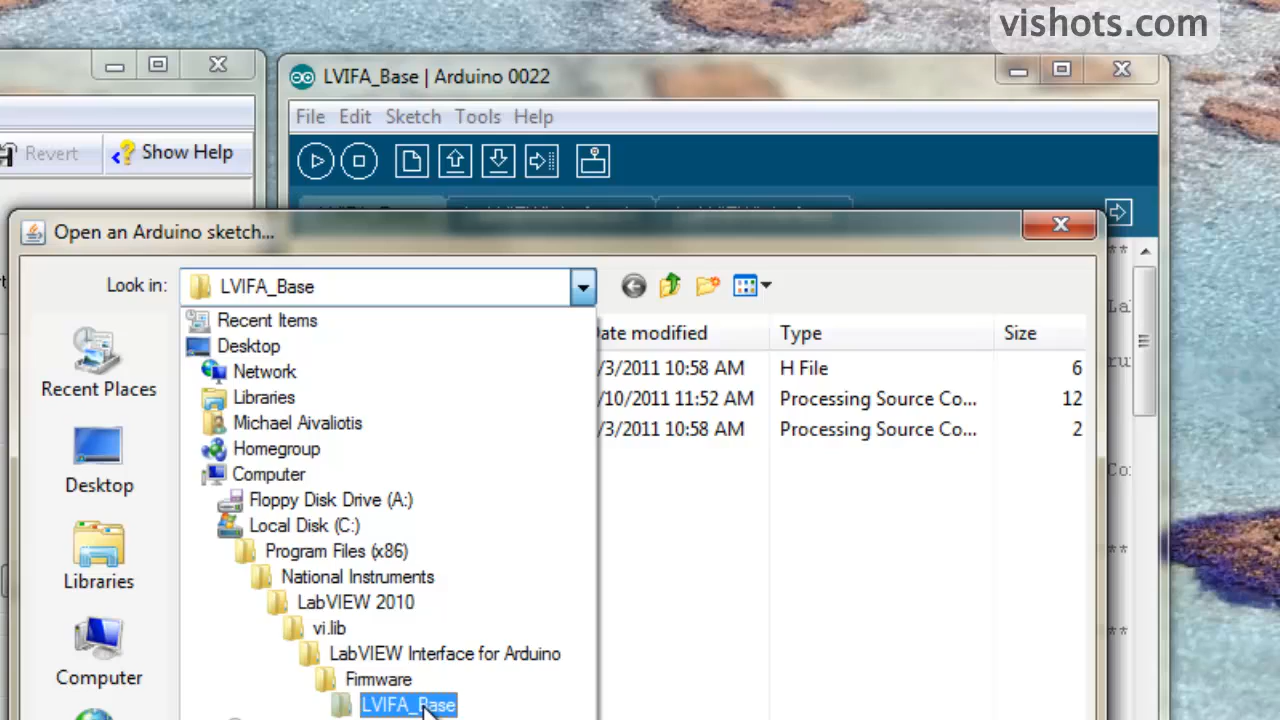 vishots.com
LVIFA_Base | Arduino 0022
File Edit Sketch Tools Help
Revert Show Help
Open an Arduino sketch...
Look in: LVIFA_Base
Recent Items
Desktop
Network
Libraries
Michael Aivaliotis
Homegroup
Computer
Floppy Disk Drive (A:)
Local Disk (C:)
Program Files (x86)
National Instruments
LabVIEW 2010
vi.lib
LabVIEW Interface for Arduino
Firmware
LVIFA_Base
Recent Places
Desktop
Libraries
Computer
Date modified Type Size
/3/2011 10:58 AM H File 6
/10/2011 11:52 AM Processing Source Co... 12
/3/2011 10:58 AM Processing Source Co... 2